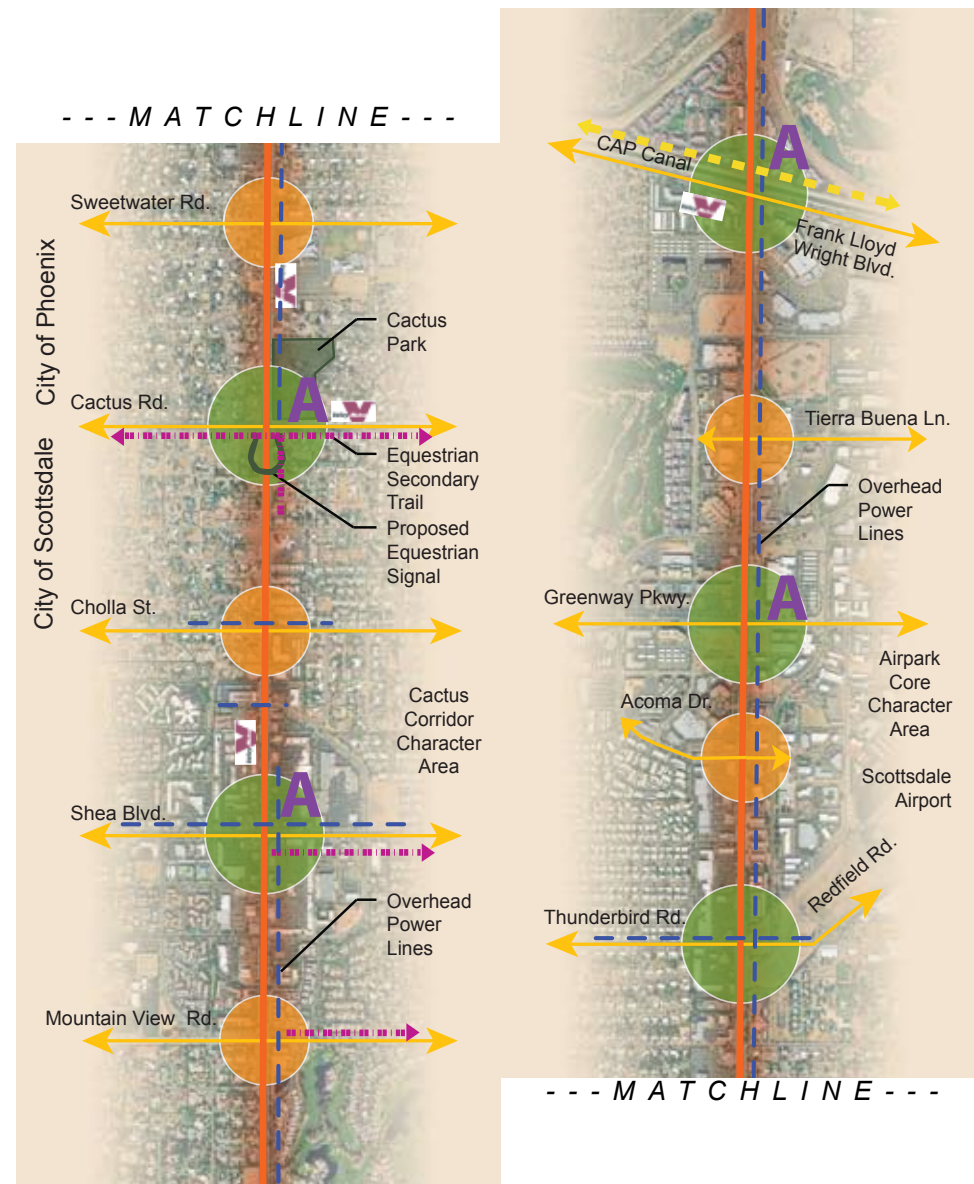 - - - M A T C H L I N E - - -
Sweetwater Rd.
City of Phoenix
Cactus
Park
A
Cactus Rd.
Equestrian
Secondary
Trail
Proposed
Equestrian
Signal
City of Scottsdale
Cholla St.
Cactus
Corridor
Character
Area
A
Shea Blvd.
Overhead
Power
Lines
Mountain View Rd.
A
CAP Canal
Frank Lloyd
Wright Blvd.
Tierra Buena Ln.
Overhead
Power
Lines
A
Greenway Pkwy.
Airpark
Core
Character
Area
Acoma Dr.
Scottsdale
Airport
Redfield Rd.
Thunderbird Rd.
- - - M A T C H L I N E - - -